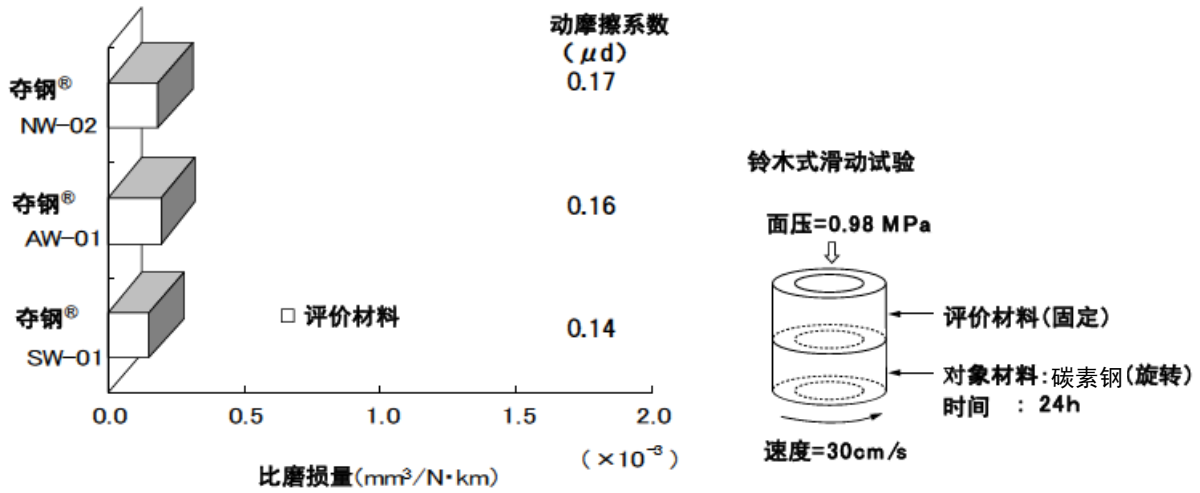 动摩擦系数
(μd)
夺钢®
NW-02
0.17
夺钢®
AW-01
0.16
夺钢®
SW-01
□ 评价材料
0.14
0.0 0.5 1.0 1.5 2.0
(×10⁻³)
比磨损量(mm³/N·km)
铃木式滑动试验
面压=0.98 MPa
评价材料(固定)
对象材料:碳素钢(旋转)
时间 : 24h
速度=30cm/s